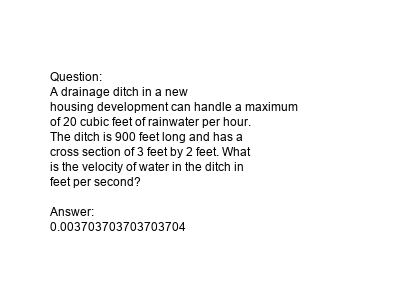 Question:
A drainage ditch in a new
housing development can handle a maximum
of 20 cubic feet of rainwater per hour.
The ditch is 900 feet long and has a
cross section of 3 feet by 2 feet. What
is the velocity of water in the ditch in
feet per second?

Answer:
0.003703703703703704